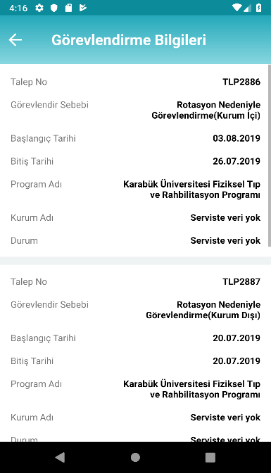 4:16
Görevlendirme Bilgileri
Talep No TLP2886
Görevlendir Sebebi Rotasyon Nedeniyle
Görevlendirme(Kurum İçi)
Başlangıç Tarihi 03.08.2019
Bitiş Tarihi 26.07.2019
Program Adı Karabük Üniversitesi Fiziksel Tıp
ve Rahbilitasyon Programı
Kurum Adı Serviste veri yok
Durum Serviste veri yok
Talep No TLP2887
Görevlendir Sebebi Rotasyon Nedeniyle
Görevlendirme(Kurum Dışı)
Başlangıç Tarihi 20.07.2019
Bitiş Tarihi 20.07.2019
Program Adı Karabük Üniversitesi Fiziksel Tıp
ve Rahbilitasyon Programı
Kurum Adı Serviste veri yok
Durum Serviste veri yok